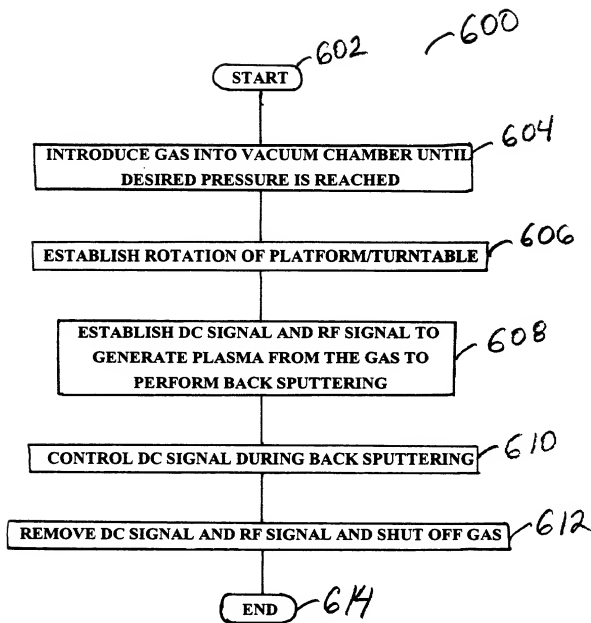 602
600
START
604
INTRODUCE GAS INTO VACUUM CHAMBER UNTIL
DESIRED PRESSURE IS REACHED
606
ESTABLISH ROTATION OF PLATFORM/TURNTABLE
ESTABLISH DC SIGNAL AND RF SIGNAL TO
GENERATE PLASMA FROM THE GAS TO
PERFORM BACK SPUTTERING
608
CONTROL DC SIGNAL DURING BACK SPUTTERING
610
REMOVE DC SIGNAL AND RF SIGNAL AND SHUT OFF GAS
612
END
614